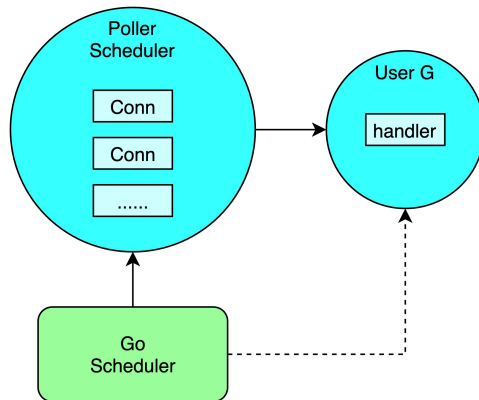 Poller
Scheduler
Conn
Conn
......
User G
handler
Go
Scheduler